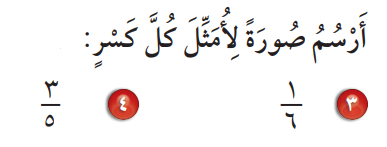 أَرْسُمُ صُورَةً لِأُمَثِّلَ كُلَّ كَسْرٍ:
٣ ١/٦ ٤ ٣/٥